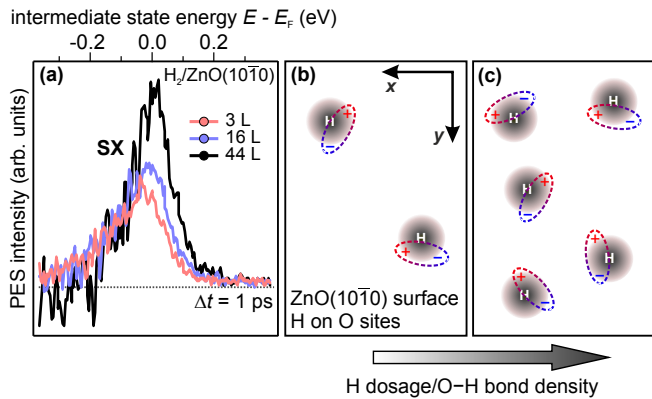 intermediate state energy E - E_F (eV)
-0.2 0.0 0.2
PES intensity (arb. units)
(a) H₂/ZnO(101̅0)
3 L
16 L
44 L
SX
Δt = 1 ps
(b)
x
y
H
+
−
H
+
−
ZnO(101̅0) surface
H on O sites
(c)
H
+
−
H
+
−
H
+
−
H
+
−
H
+
−
H dosage/O−H bond density